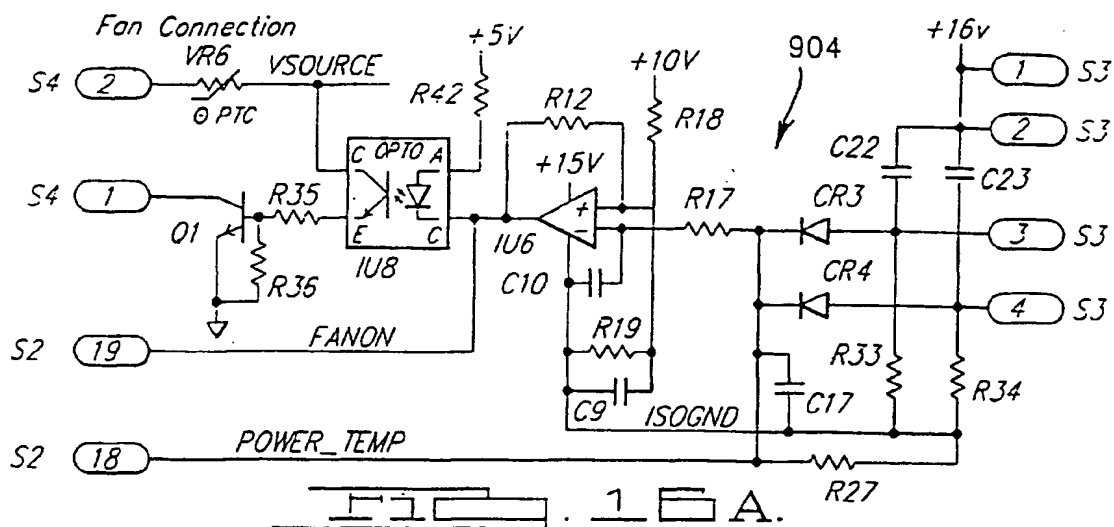 Fan Connection
+5V
904
+16v
VR6
VSOURCE
+10V
1 S3
S4 2
R42
R12
R18
⊖ PTC
OPTO
C A
+15V
C22
2 S3
C23
R17
CR3
S4 1
R35
+
-
3 S3
Q1
E C
IU6
IU8
CR4
R36
C10
4 S3
R19
S2 19
FANON
R33
R34
C9
ISOGND
C17
S2 18
POWER_TEMP
R27
FIG. 16A.